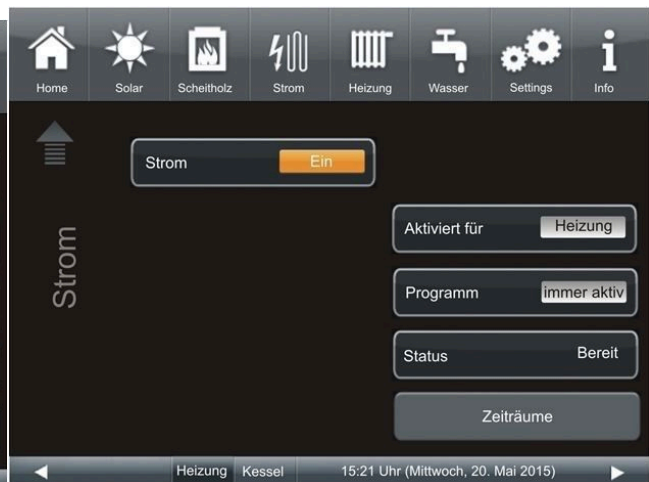 Home Solar Scheitholz Strom Heizung Wasser Settings Info
Strom Ein
Strom
Aktiviert für Heizung
Programm immer aktiv
Status Bereit
Zeiträume
Heizung Kessel 15:21 Uhr (Mittwoch, 20. Mai 2015)